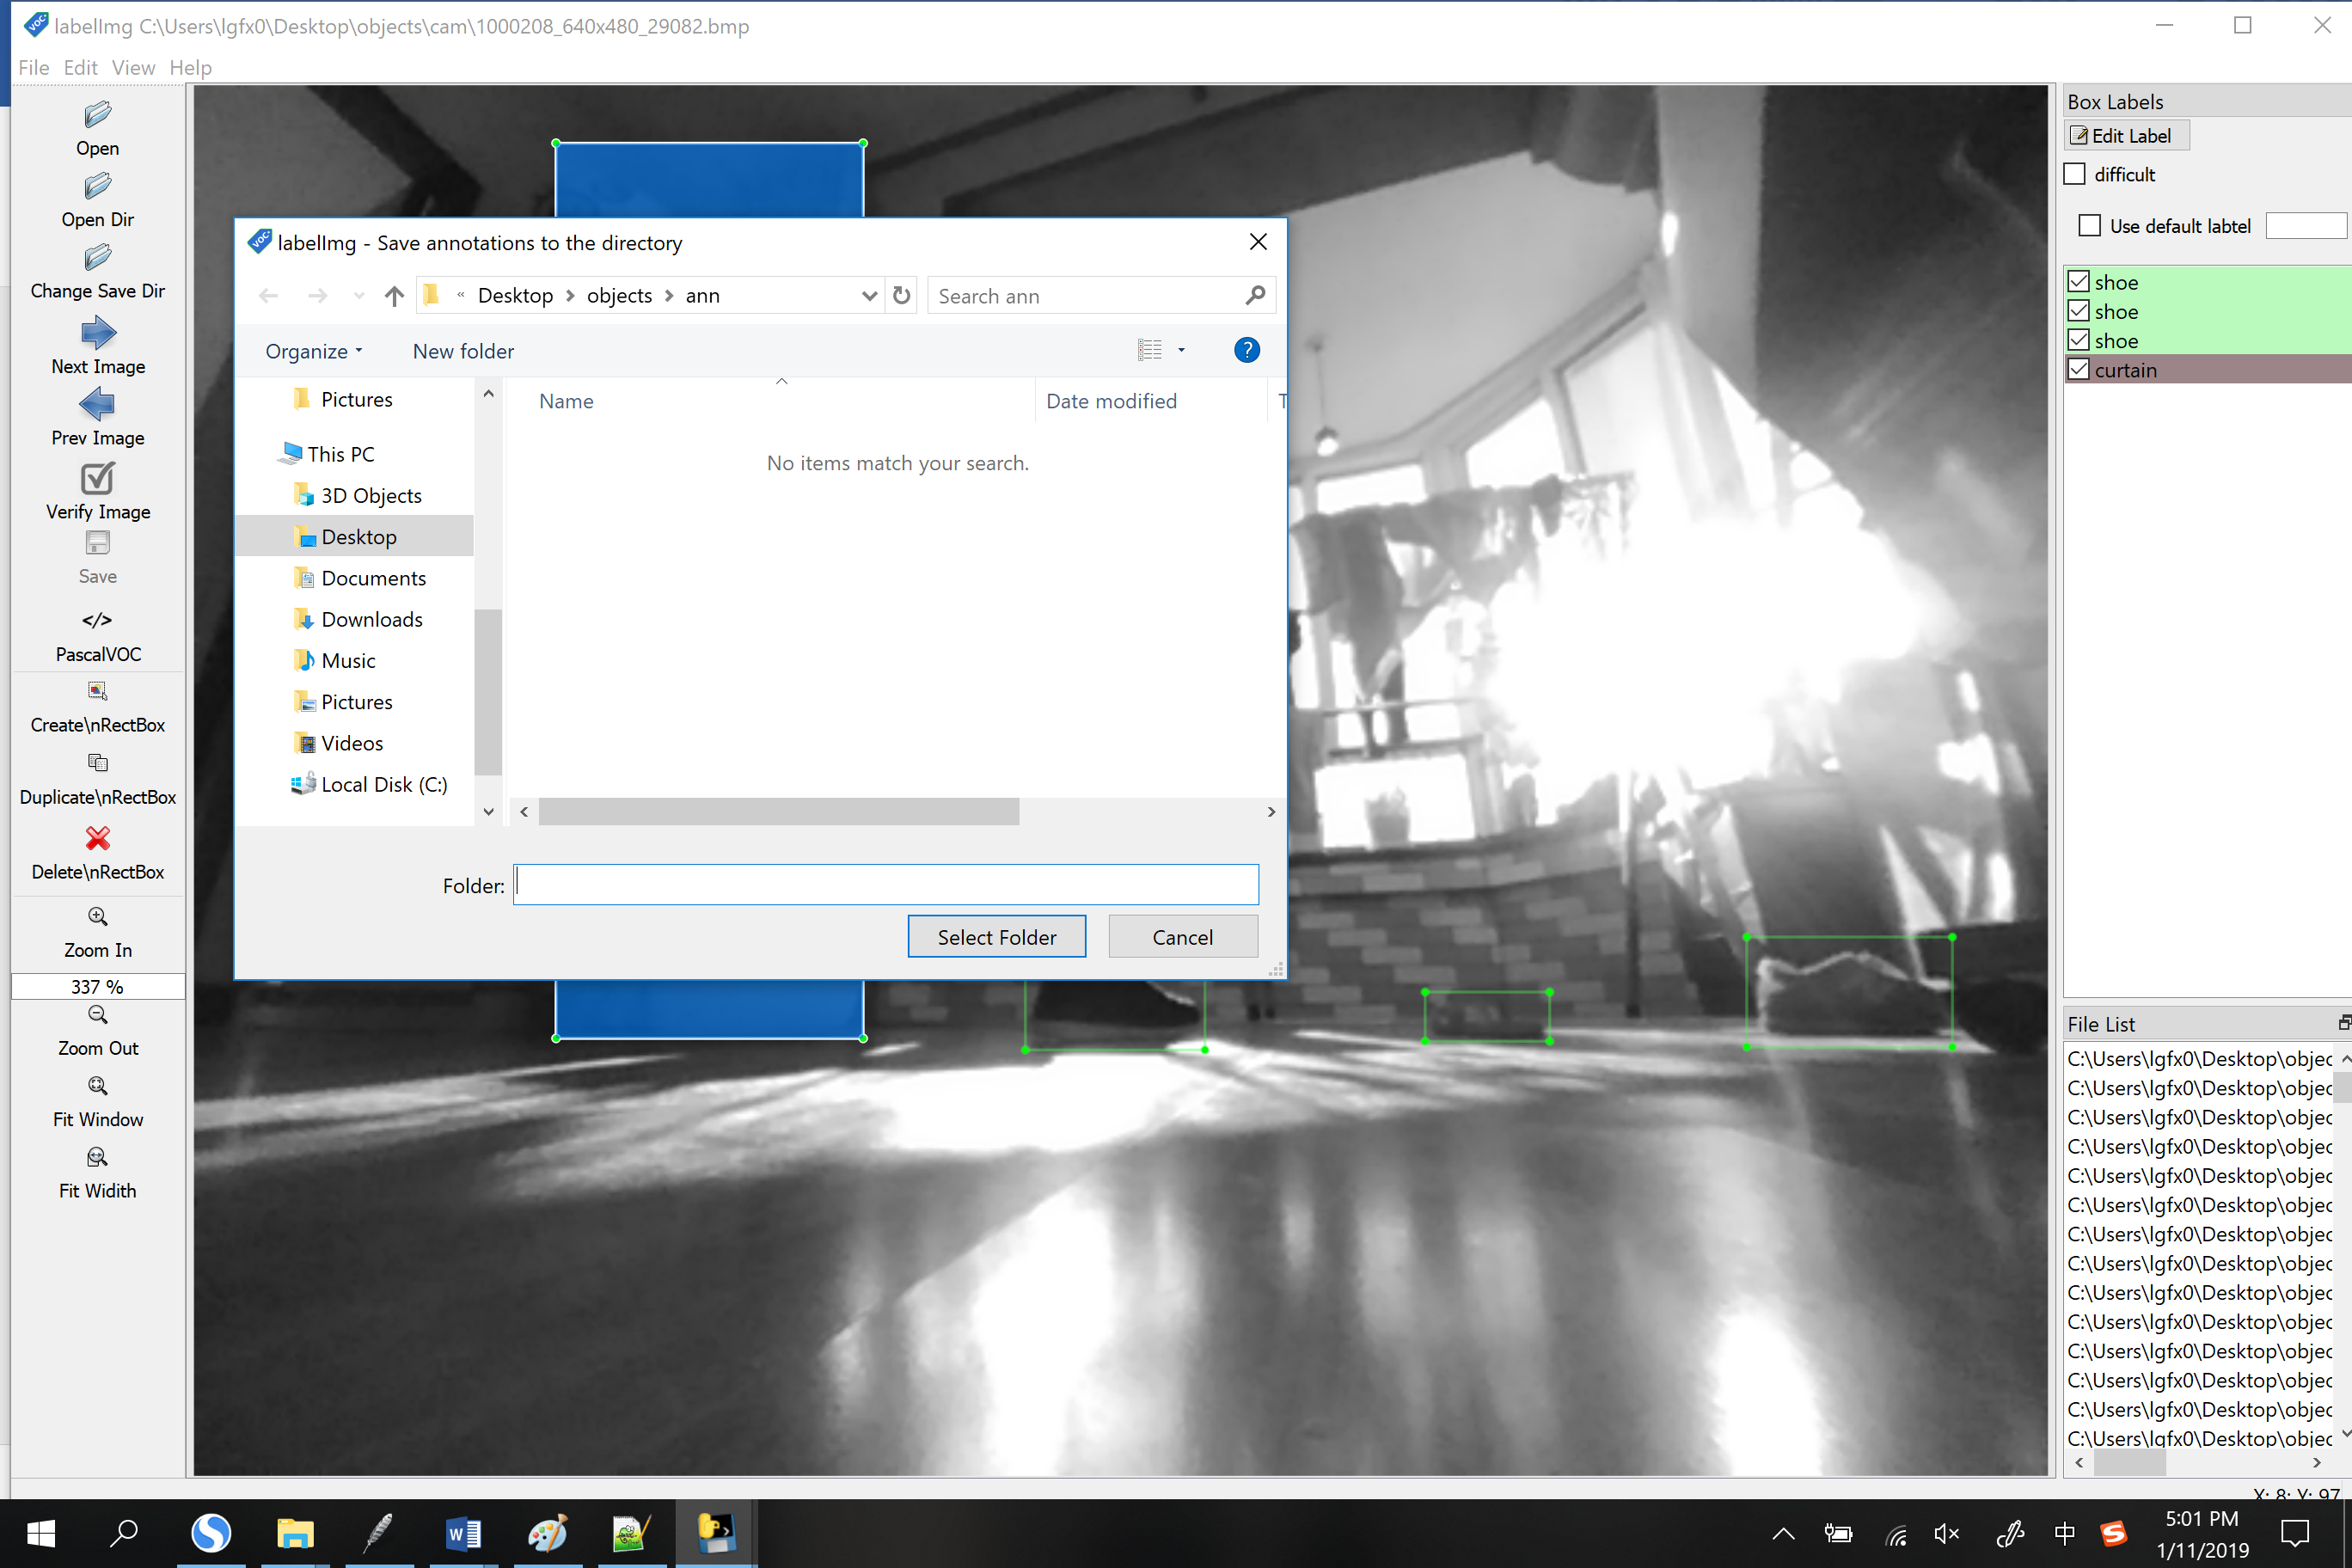 labelImg C:\Users\lgfx0\Desktop\objects\cam\1000208_640x480_29082.bmp
File Edit View Help
Open
Open Dir
Change Save Dir
Next Image
Prev Image
Verify Image
Save
</>
PascalVOC
Create\nRectBox
Duplicate\nRectBox
Delete\nRectBox
Zoom In
337 %
Zoom Out
Fit Window
Fit Widith
labelImg - Save annotations to the directory
« Desktop > objects > ann
Search ann
Organize
New folder
?
Pictures
This PC
3D Objects
Desktop
Documents
Downloads
Music
Pictures
Videos
Local Disk (C:)
Name Date modified T
No items match your search.
Folder:
Select Folder Cancel
Box Labels
Edit Label
difficult
Use default labtel
shoe
shoe
shoe
curtain
File List
C:\Users\lgfx0\Desktop\objec
C:\Users\lgfx0\Desktop\objec
C:\Users\lgfx0\Desktop\objec
C:\Users\lgfx0\Desktop\objec
C:\Users\lgfx0\Desktop\objec
C:\Users\lgfx0\Desktop\objec
C:\Users\lgfx0\Desktop\objec
C:\Users\lgfx0\Desktop\objec
C:\Users\lgfx0\Desktop\objec
C:\Users\lgfx0\Desktop\objec
C:\Users\lgfx0\Desktop\objec
C:\Users\lgfx0\Desktop\objec
C:\Users\lgfx0\Desktop\objec
C:\Users\lgfx0\Desktop\objec
X: 8; Y: 97
中
5:01 PM
1/11/2019